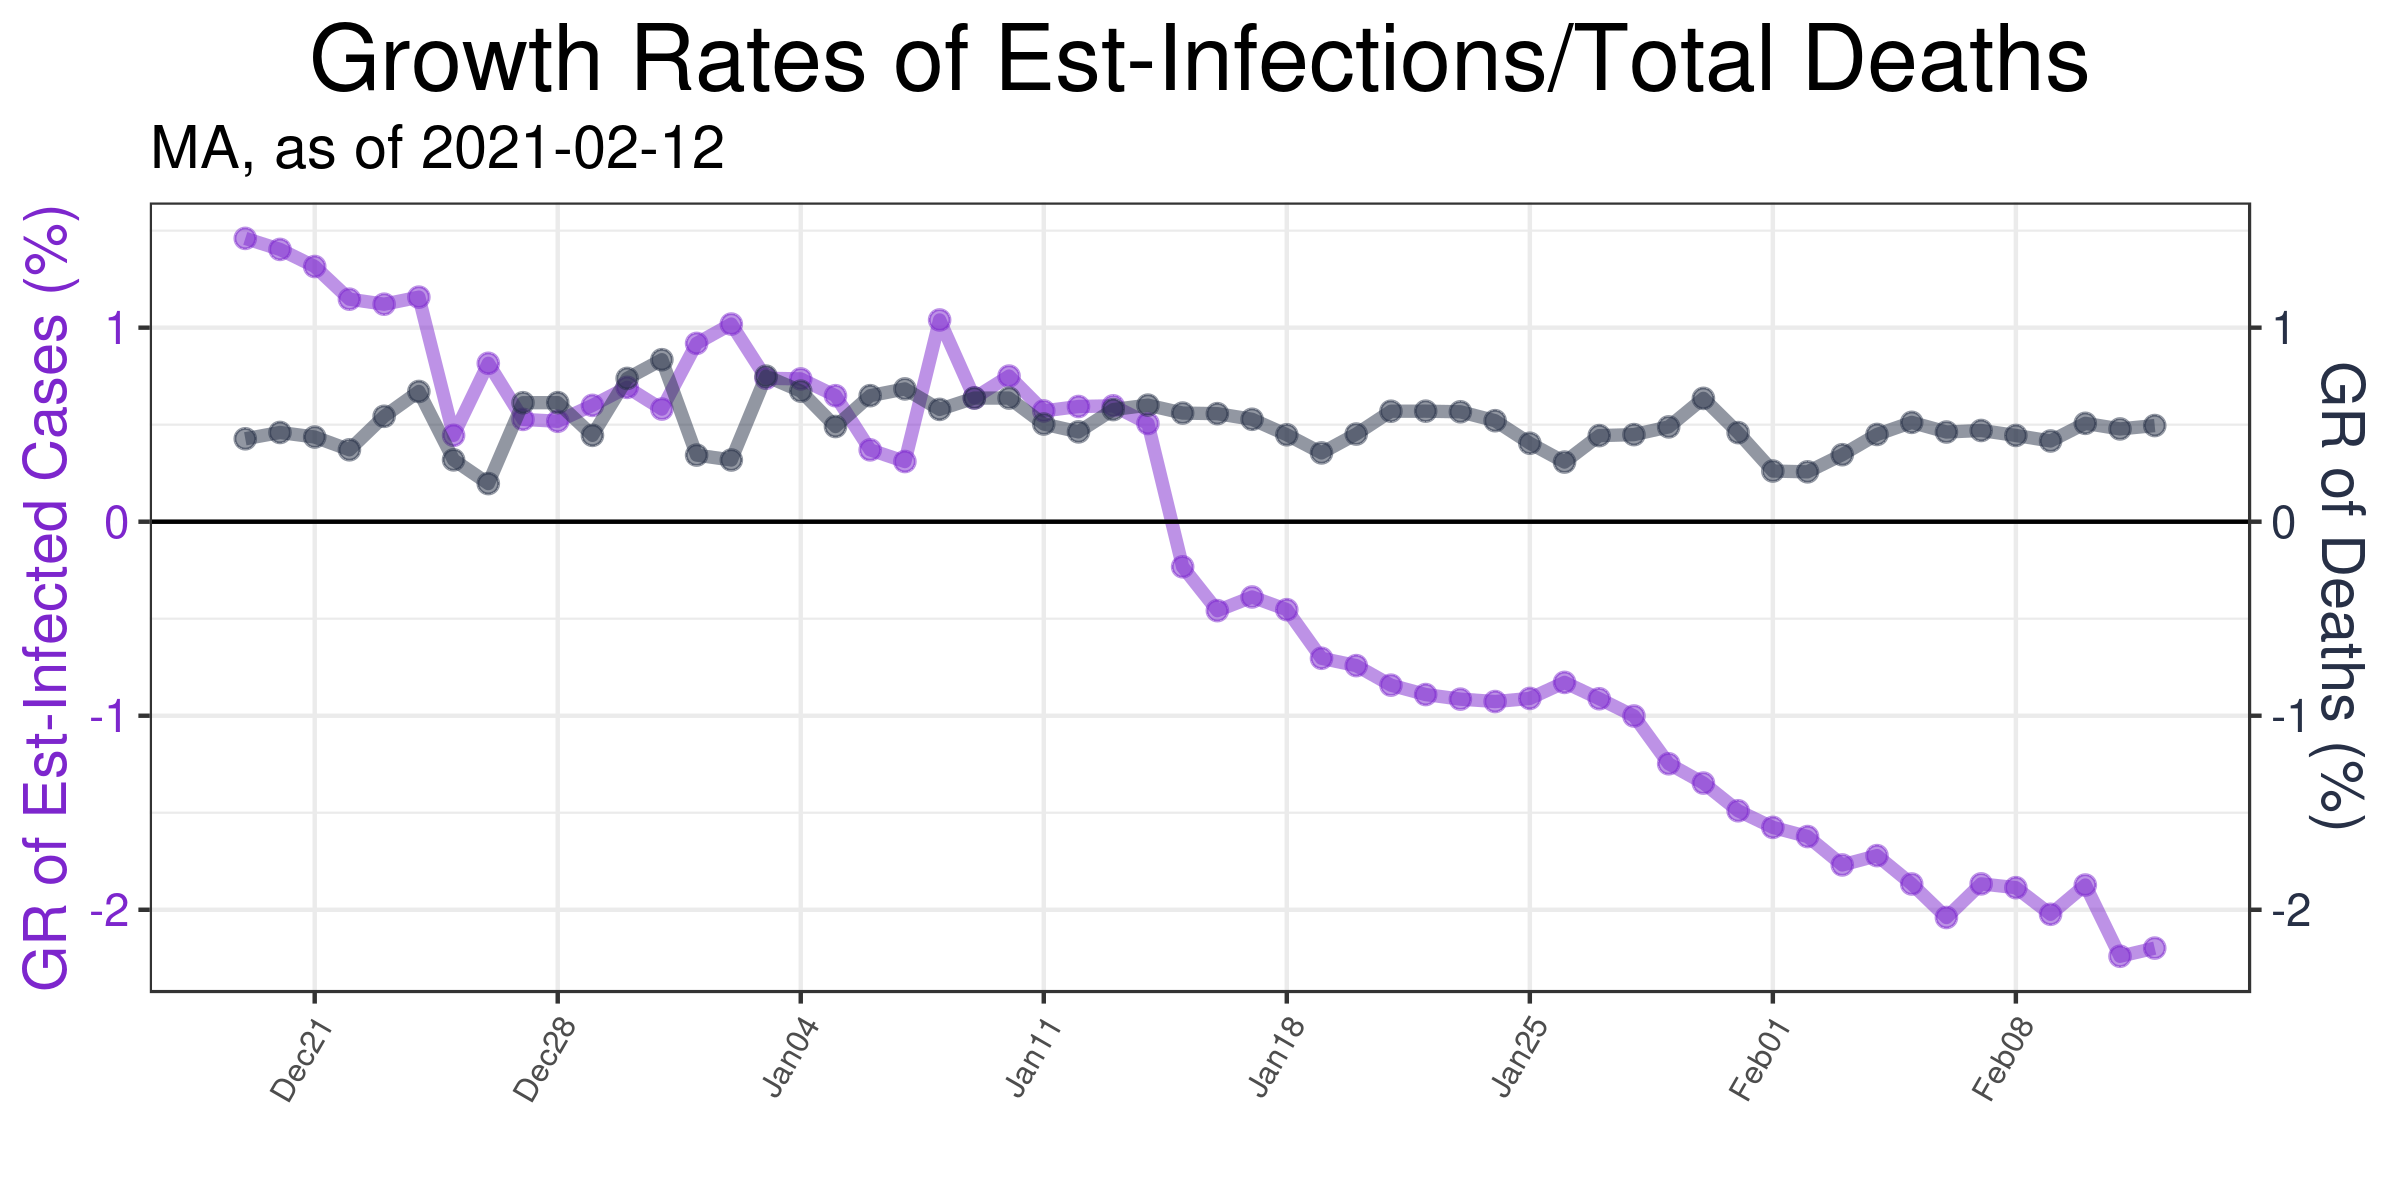 Growth Rates of Est-Infections/Total Deaths
MA, as of 2021-02-12
GR of Est-Infected Cases (%)
1
0
-1
-2
1
0
-1
-2
GR of Deaths (%)
Dec21
Dec28
Jan04
Jan11
Jan18
Jan25
Feb01
Feb08